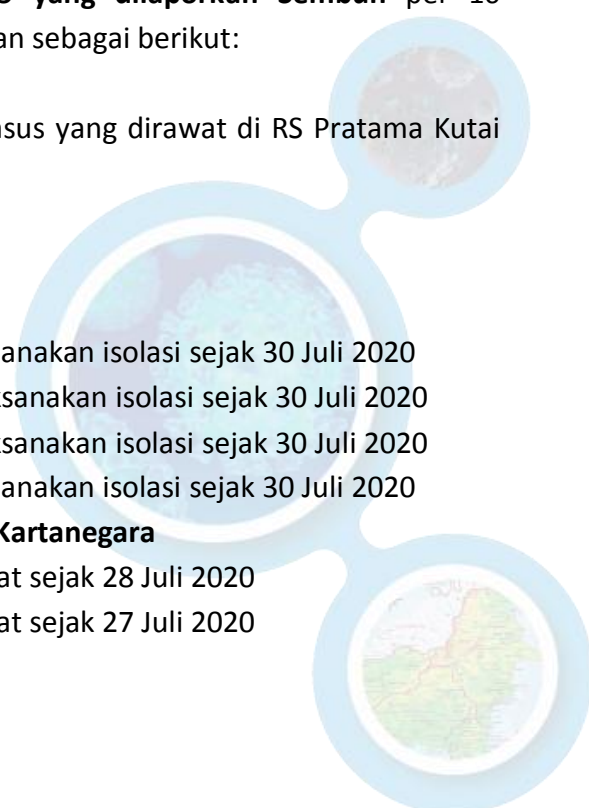 yang dilaporkan sembuh per
an sebagai berikut:
asus yang dirawat di RS Pratama Kutai
anakan isolasi sejak 30 Juli 2020
sanakan isolasi sejak 30 Juli 2020
sanakan isolasi sejak 30 Juli 2020
anakan isolasi sejak 30 Juli 2020
Kartanegara
at sejak 28 Juli 2020
at sejak 27 Juli 2020